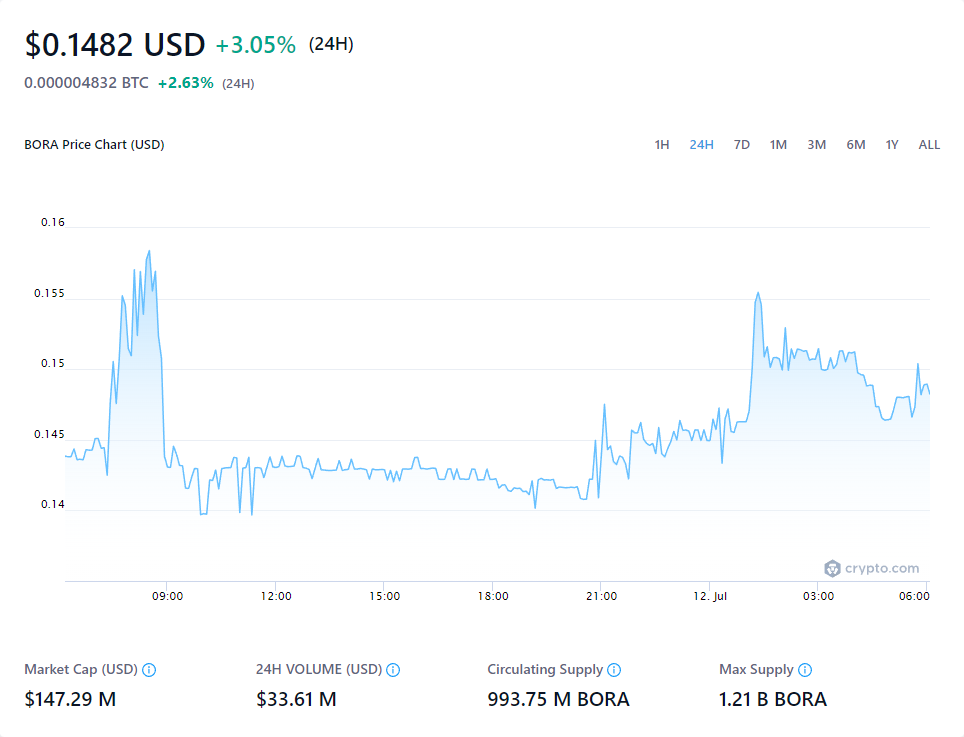 $0.1482 USD +3.05% (24H)
0.000004832 BTC +2.63% (24H)
BORA Price Chart (USD)
1H 24H 7D 1M 3M 6M 1Y ALL
0.16
0.155
0.15
0.145
0.14
crypto.com
09:00 12:00 15:00 18:00 21:00 12. Jul 03:00 06:00
Market Cap (USD) 24H VOLUME (USD) Circulating Supply Max Supply
$147.29 M $33.61 M 993.75 M BORA 1.21 B BORA